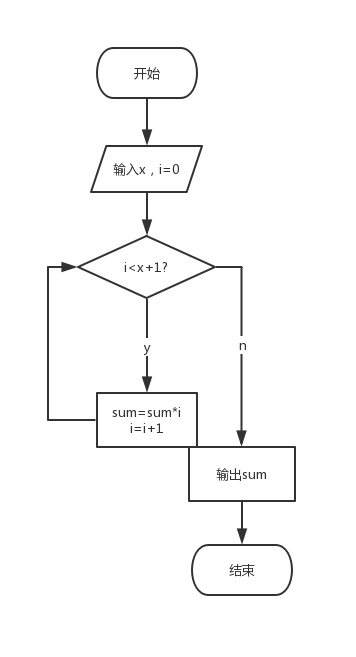 开始
输入x，i=0
i<x+1?
y
n
sum=sum*i
i=i+1
输出sum
结束